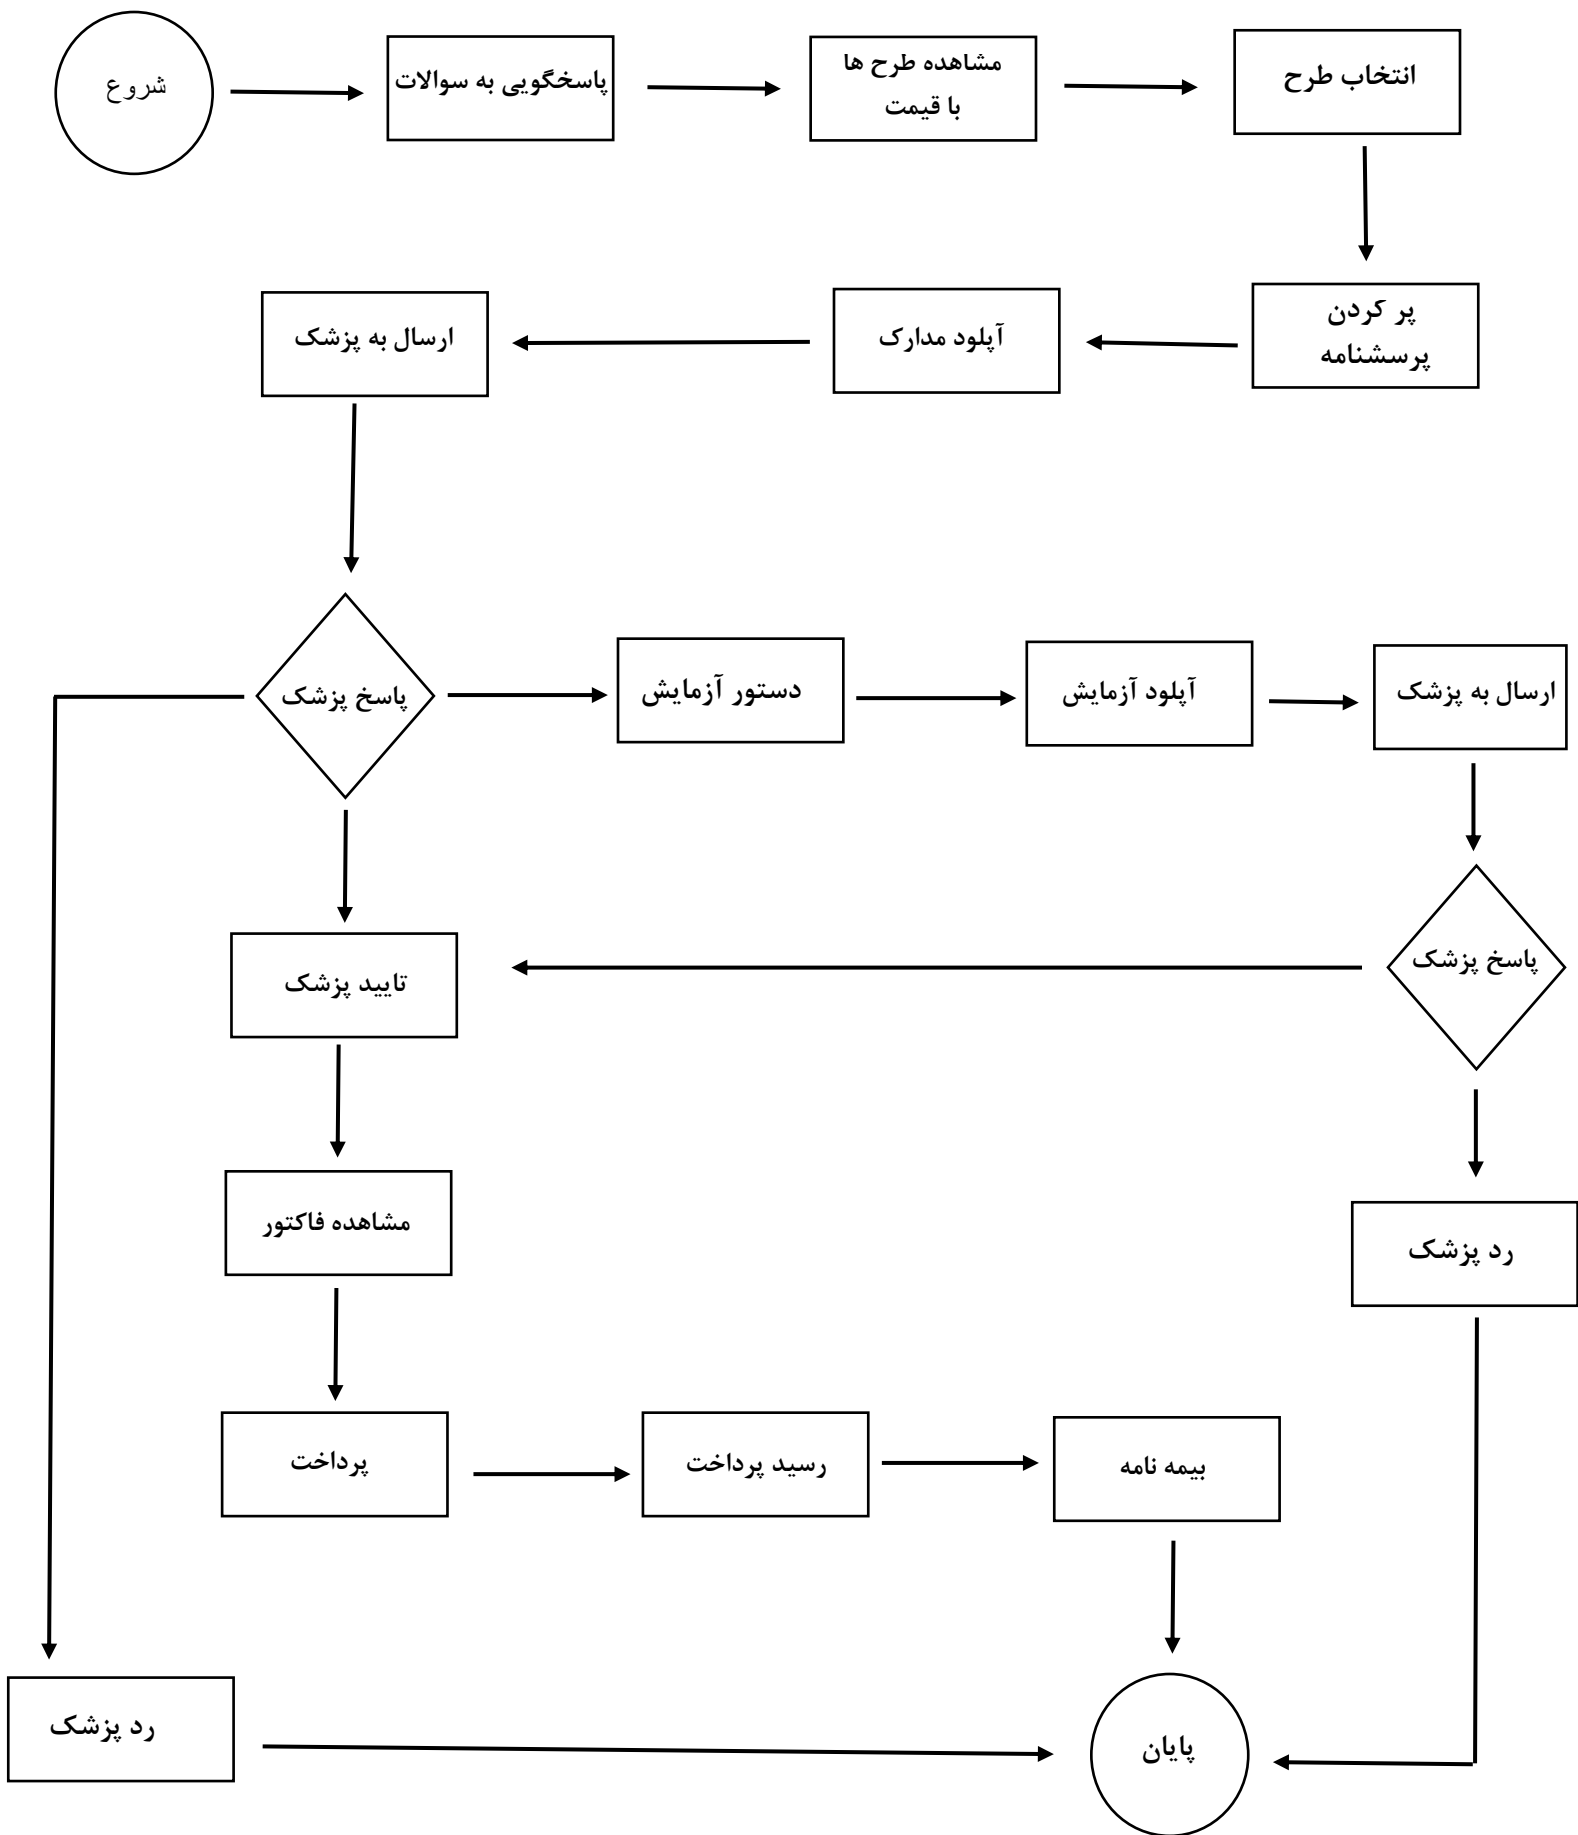 شروع
پاسخگویی به سوالات
مشاهده طرح ها
با قیمت
انتخاب طرح
پر کردن
پرسشنامه
آپلود مدارک
ارسال به پزشک
پاسخ پزشک
دستور آزمایش
آپلود آزمایش
ارسال به پزشک
پاسخ پزشک
تایید پزشک
مشاهده فاکتور
رد پزشک
پرداخت
رسید پرداخت
بیمه نامه
رد پزشک
پایان